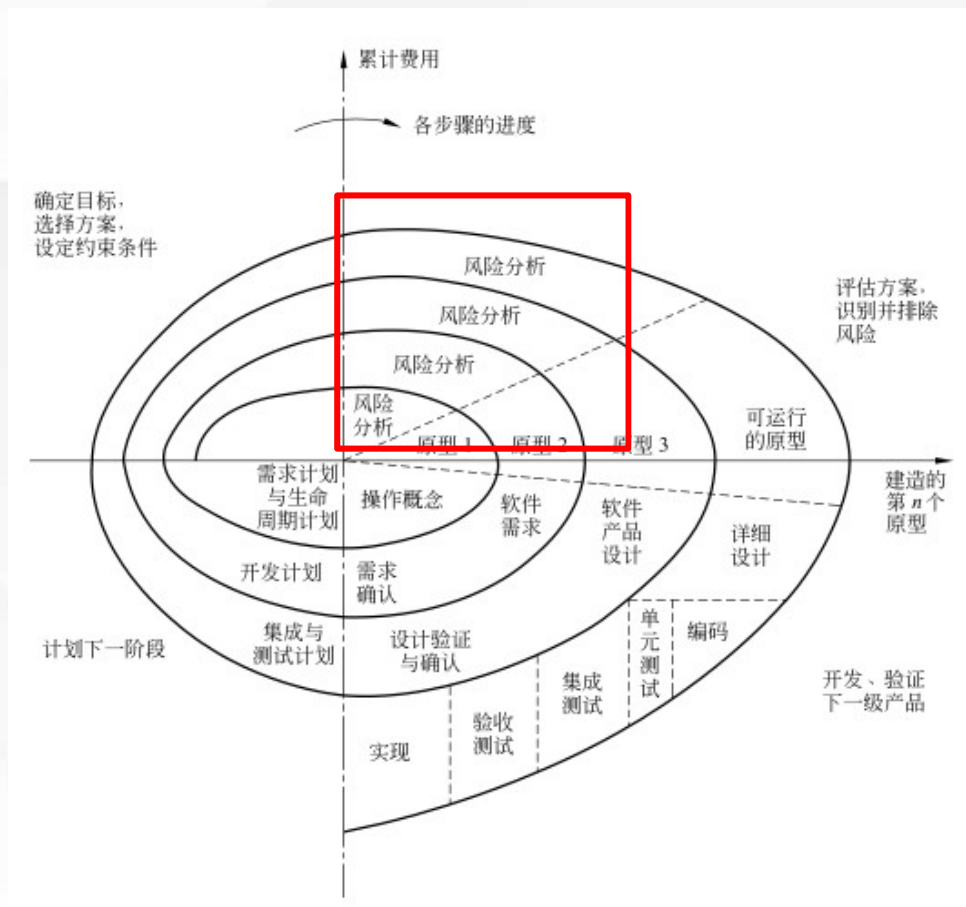 累计费用
各步骤的进度
确定目标，
选择方案，
设定约束条件
风险分析
评估方案，
识别并排除
风险
风险分析
风险分析
风险
分析
可运行
的原型
原型 1
原型 2
原型 3
建造的
第 n 个
原型
需求计划
与生命
周期计划
操作概念
软件
需求
软件
产品
设计
详细
设计
开发计划
需求
确认
单
元
测
试
编码
集成与
测试计划
设计验证
与确认
计划下一阶段
集成
测试
开发、验证
下一级产品
验收
测试
实现